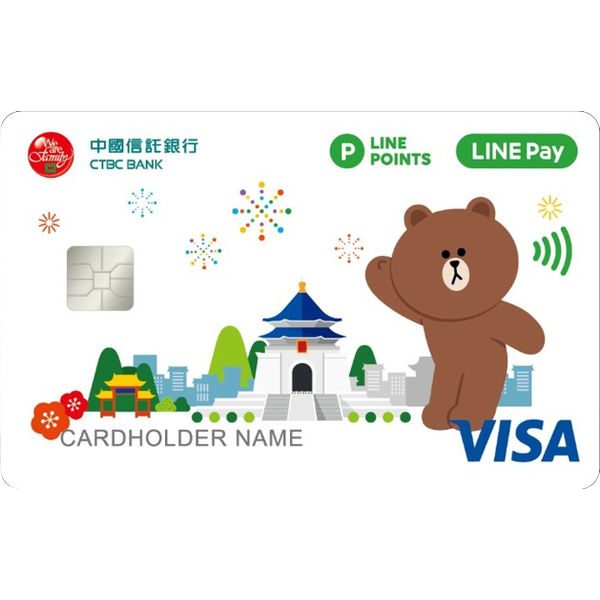 We are Family
中國信託銀行
CTBC BANK
P LINE POINTS
LINE Pay
CARDHOLDER NAME
VISA